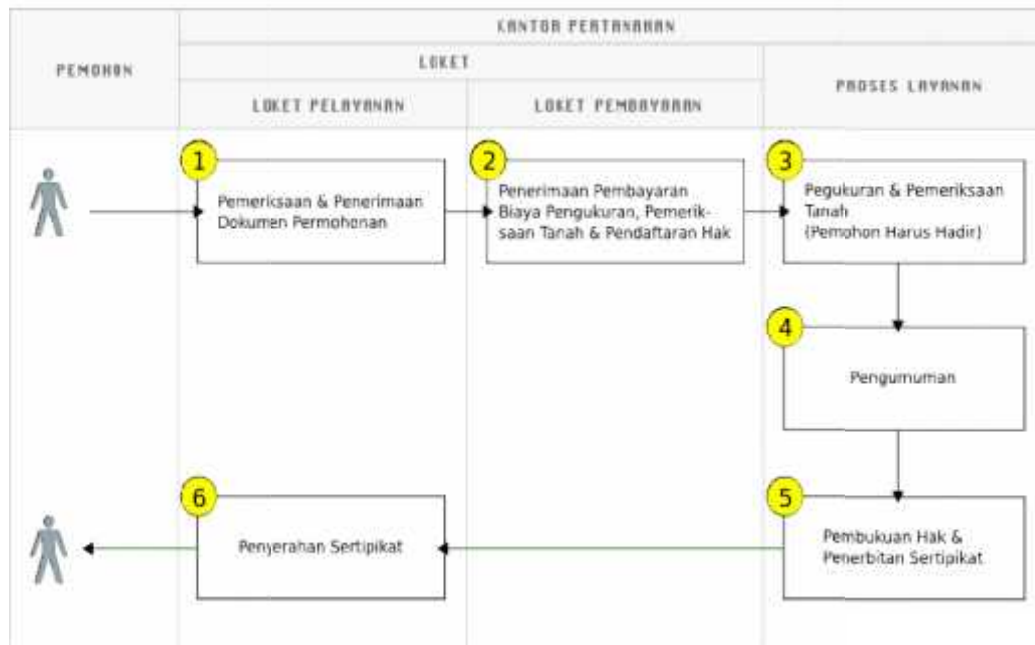 KANTOR PERTANAHAN
PEMOHON
LOKET
PROSES LAYANAN
LOKET PELAYANAN
LOKET PEMBAYARAN
1
Pemeriksaan & Penerimaan
Dokumen Permohonan
2
Penerimaan Pembayaran
Biaya Pengukuran, Pemerik-
saan Tanah & Pendaftaran Hak
3
Pegukuran & Pemeriksaan
Tanah
(Pemohon Harus Hadir)
4
Pengumuman
5
Pembukuan Hak &
Penerbitan Sertipikat
6
Penyerahan Sertipikat